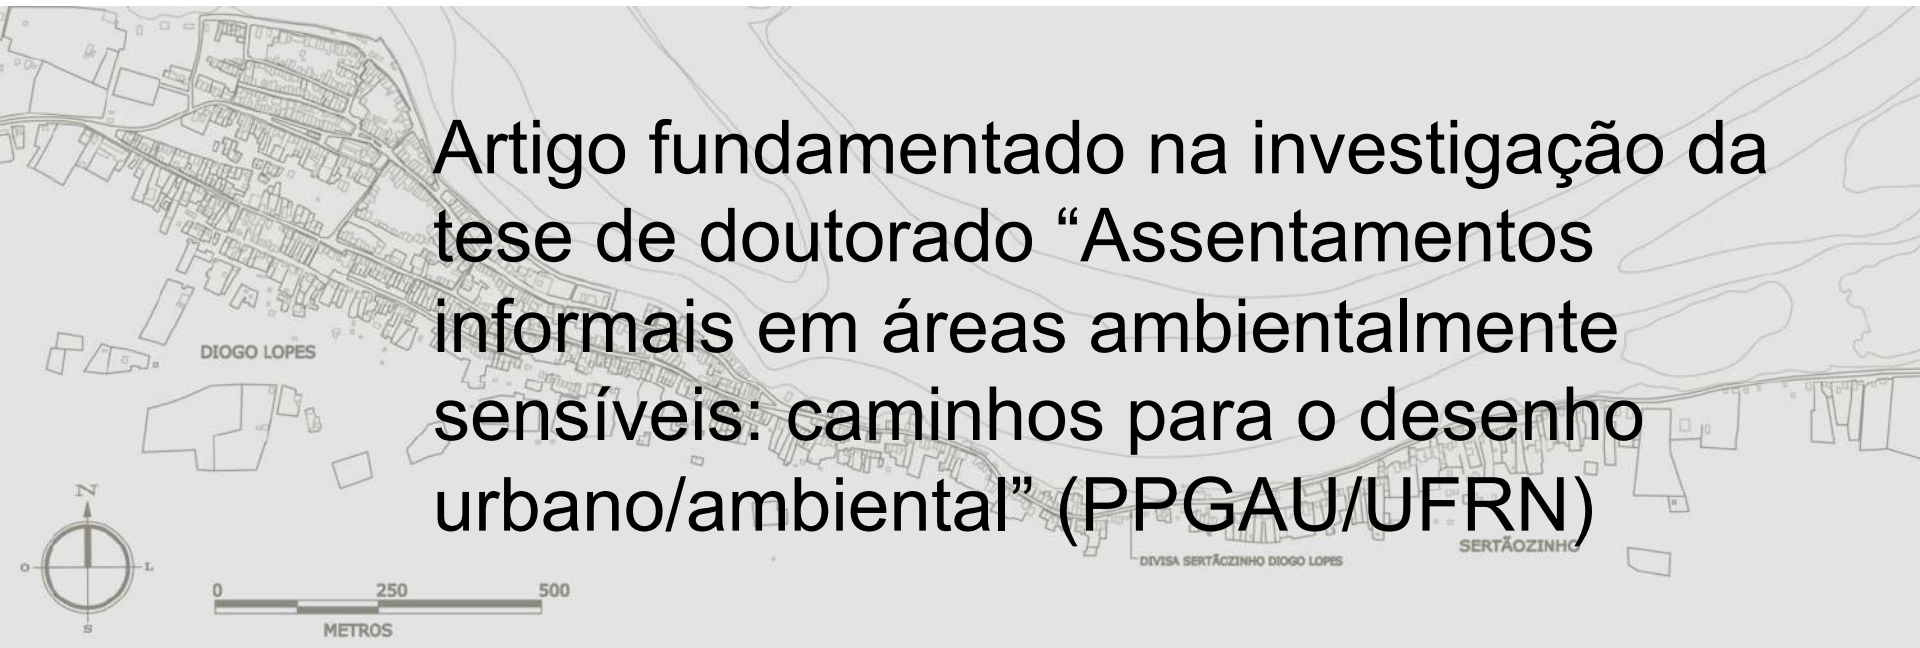 Artigo fundamentado na investigação da
tese de doutorado “Assentamentos
informais em áreas ambientalmente
sensíveis: caminhos para o desenho
urbano/ambiental” (PPGAU/UFRN)
DIOGO LOPES
SERTÃOZINHO
DIVISA SERTÃOZINHO DIOGO LOPES
N
O L
S
0 250 500
METROS